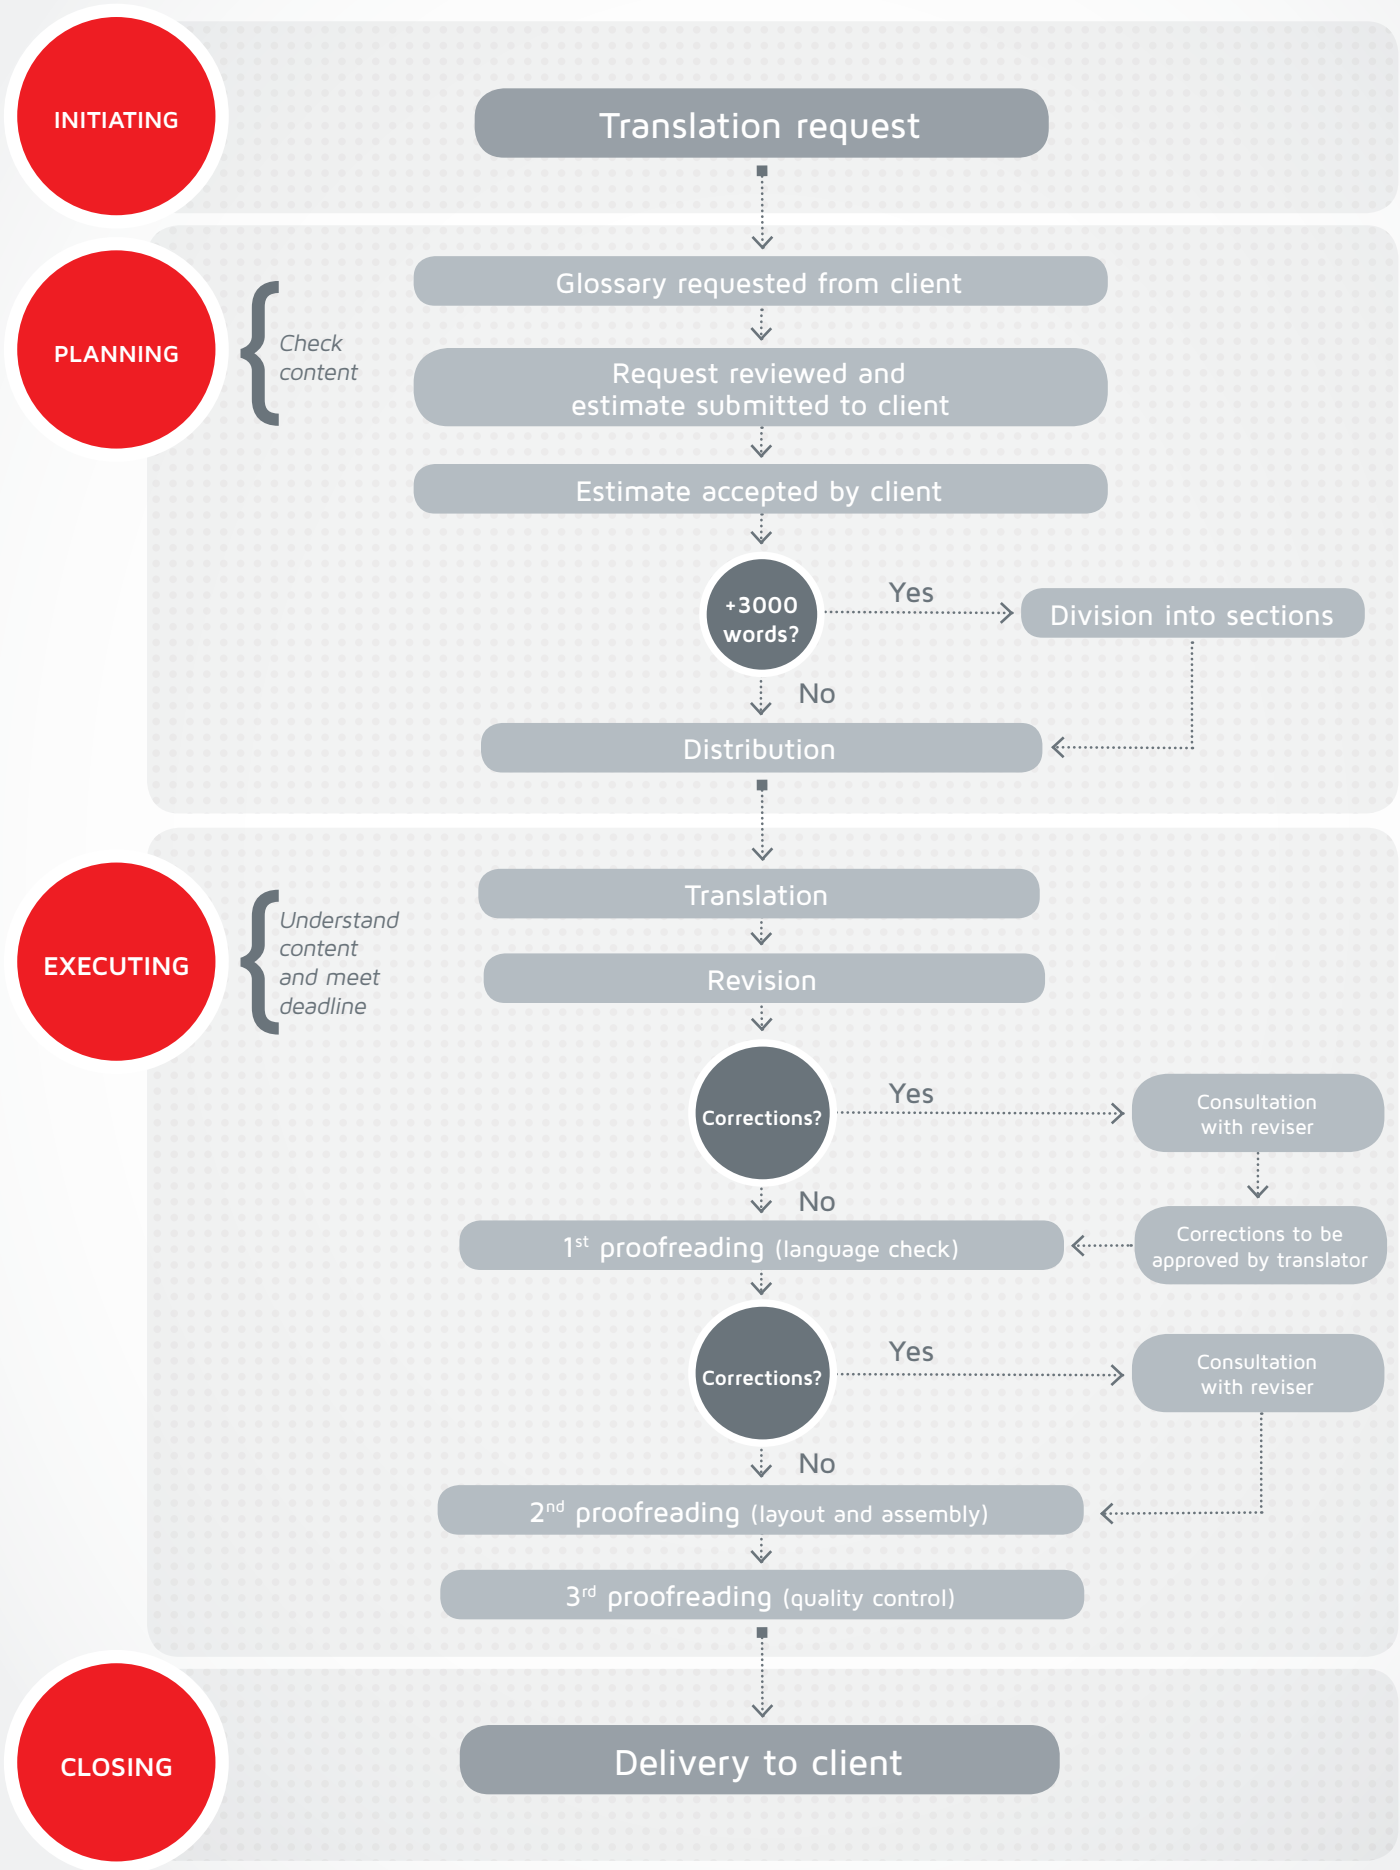 INITIATING
Translation request
PLANNING
Check
content
Glossary requested from client
Request reviewed and
estimate submitted to client
Estimate accepted by client
+3000
words?
Yes
Division into sections
No
Distribution
EXECUTING
Understand
content
and meet
deadline
Translation
Revision
Corrections?
Yes
Consultation
with reviser
No
1st proofreading (language check)
Corrections to be
approved by translator
Corrections?
Yes
Consultation
with reviser
No
2nd proofreading (layout and assembly)
3rd proofreading (quality control)
CLOSING
Delivery to client